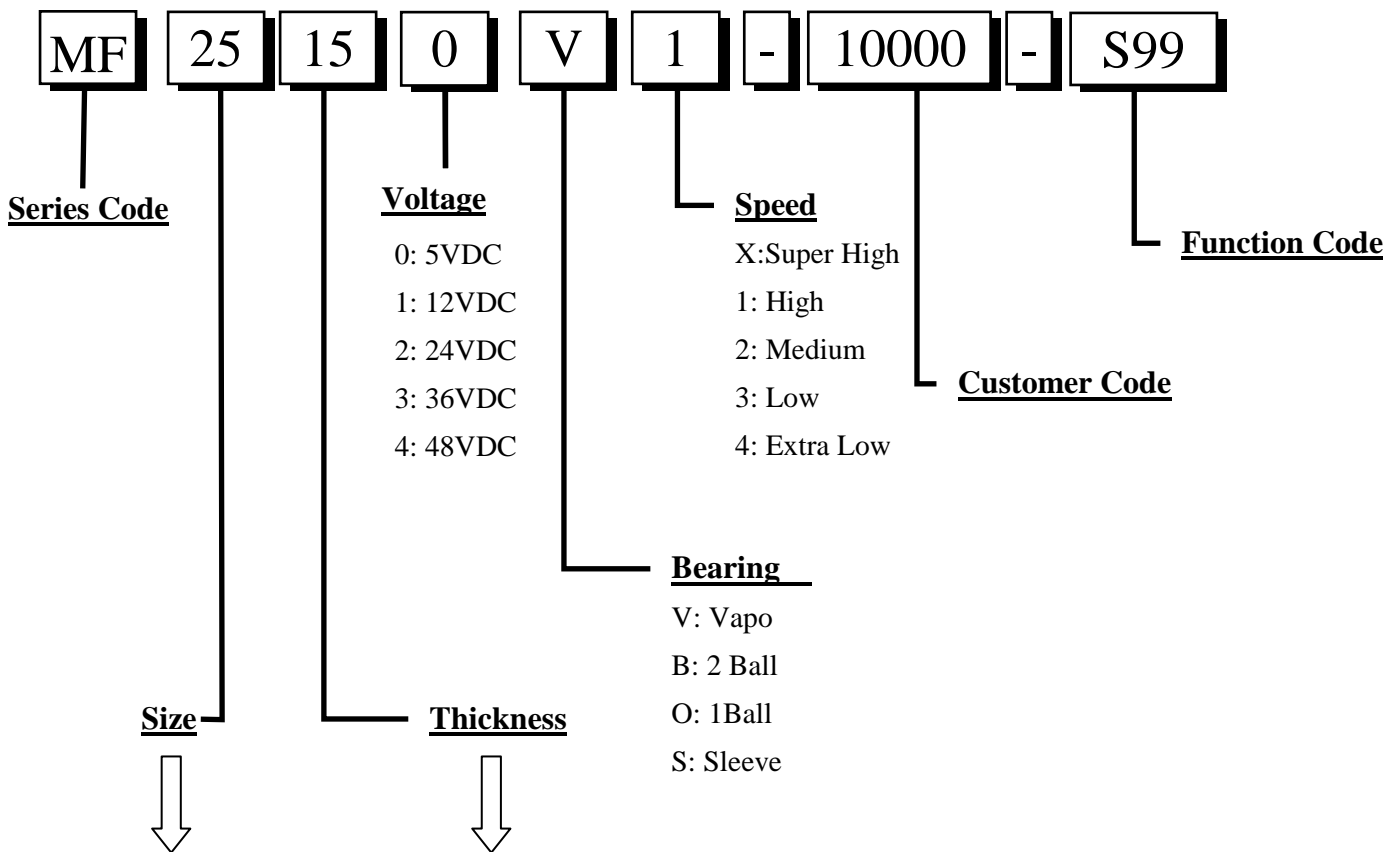 MF 25 15 0 V 1 - 10000 - S99
Series Code
Voltage
0: 5VDC
1: 12VDC
2: 24VDC
3: 36VDC
4: 48VDC
Speed
X:Super High
1: High
2: Medium
3: Low
4: Extra Low
Function Code
Customer Code
Bearing
V: Vapo
B: 2 Ball
O: 1Ball
S: Sleeve
Size
Thickness